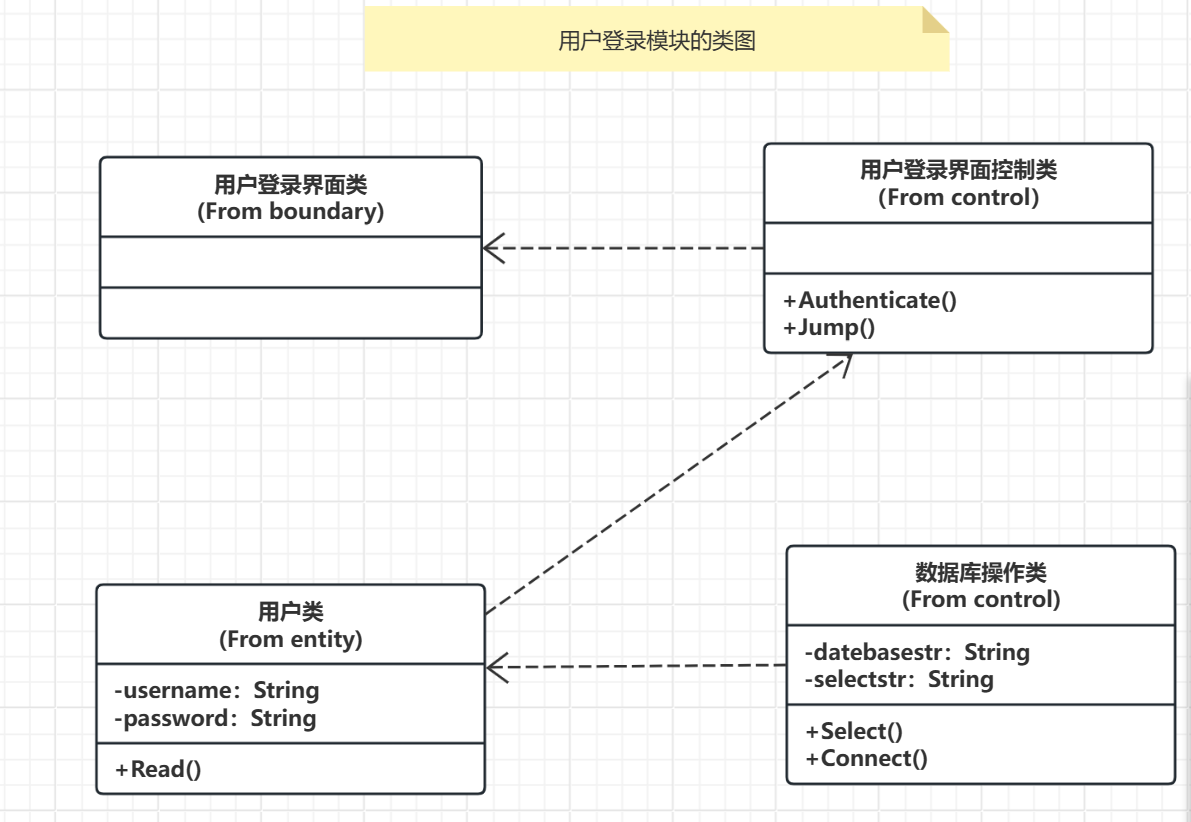 用户登录模块的类图
用户登录界面类
(From boundary)
用户登录界面控制类
(From control)
+Authenticate()
+Jump()
用户类
(From entity)
-username：String
-password：String
+Read()
数据库操作类
(From control)
-datebasestr：String
-selectstr：String
+Select()
+Connect()